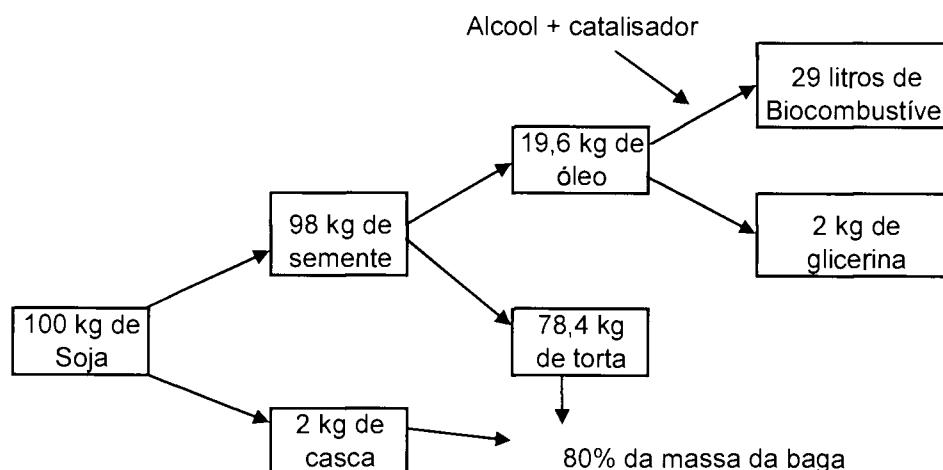 Alcool + catalisador
29 litros de
Biocombustíve
19,6 kg de
óleo
98 kg de
semente
2 kg de
glicerina
100 kg de
Soja
78,4 kg
de torta
2 kg de
casca
80% da massa da baga